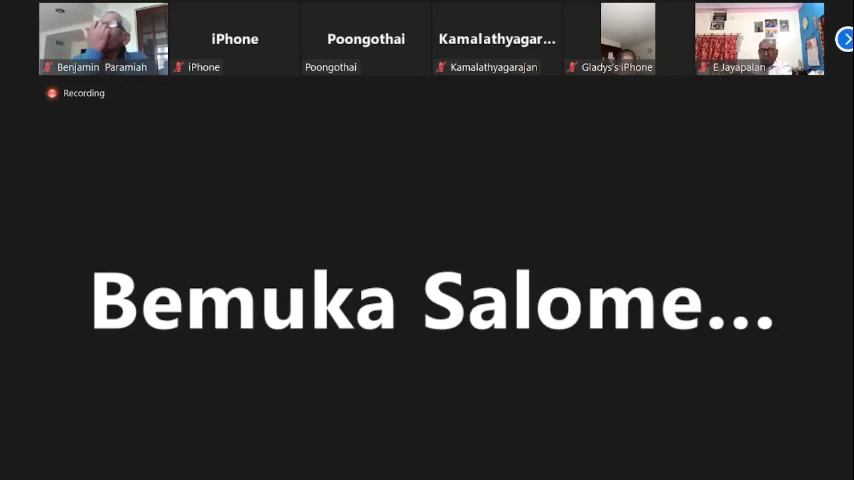 iPhone
Poongothai
Kamalathyagar...
Benjamin Paramiah
iPhone
Poongothai
Kamalathyagarajan
Gladys's iPhone
E Jayapalan
Recording
Bemuka Salome...